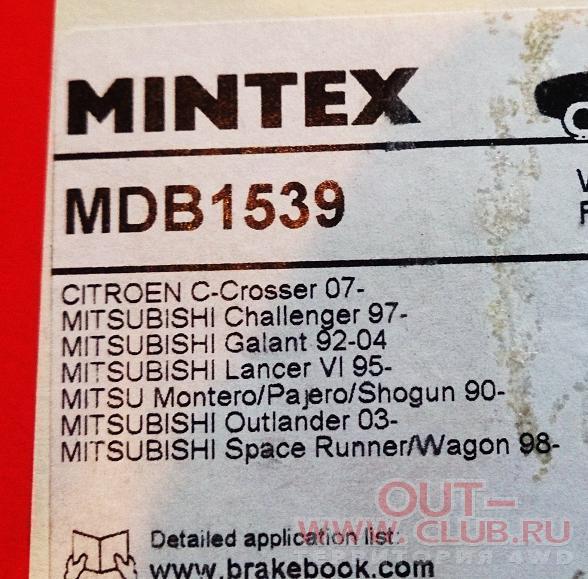 MINTEX
MDB1539
CITROEN C-Crosser 07-
MITSUBISHI Challenger 97-
MITSUBISHI Galant 92-04
MITSUBISHI Lancer VI 95-
MITSU Montero/Pajero/Shogun 90-
MITSUBISHI Outlander 03-
MITSUBISHI Space Runner/Wagon 98-
Detailed application list:
www.brakebook.com
OUT-
WWW.CLUB.RU
ТЕРРИТОРИЯ AWD